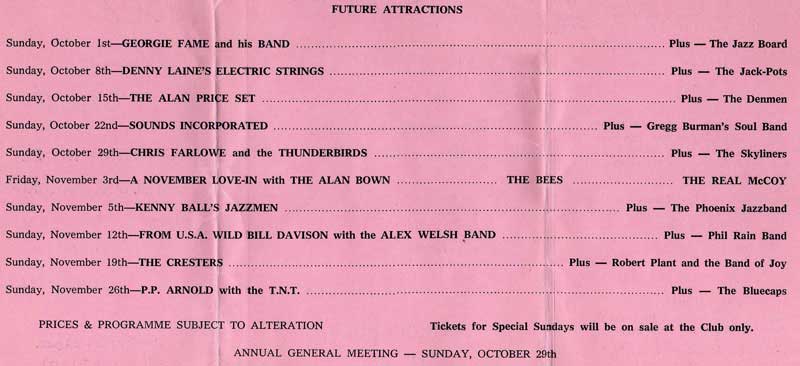 FUTURE ATTRACTIONS
Sunday, October 1st—GEORGIE FAME and his BAND ........ Plus — The Jazz Board
Sunday, October 8th—DENNY LAINE'S ELECTRIC STRINGS ........ Plus — The Jack-Pots
Sunday, October 15th—THE ALAN PRICE SET ........ Plus — The Denmen
Sunday, October 22nd—SOUNDS INCORPORATED ........ Plus — Gregg Burman's Soul Band
Sunday, October 29th—CHRIS FARLOWE and the THUNDERBIRDS ........ Plus — The Skyliners
Friday, November 3rd—A NOVEMBER LOVE-IN with THE ALAN BOWN ........ THE BEES ........ THE REAL McCOY
Sunday, November 5th—KENNY BALL'S JAZZMEN ........ Plus — The Phoenix Jazzband
Sunday, November 12th—FROM U.S.A. WILD BILL DAVISON with the ALEX WELSH BAND ........ Plus — Phil Rain Band
Sunday, November 19th—THE CRESTERS ........ Plus — Robert Plant and the Band of Joy
Sunday, November 26th—P.P. ARNOLD with the T.N.T. ........ Plus — The Bluecaps
PRICES & PROGRAMME SUBJECT TO ALTERATION Tickets for Special Sundays will be on sale at the Club only.
ANNUAL GENERAL MEETING — SUNDAY, OCTOBER 29th